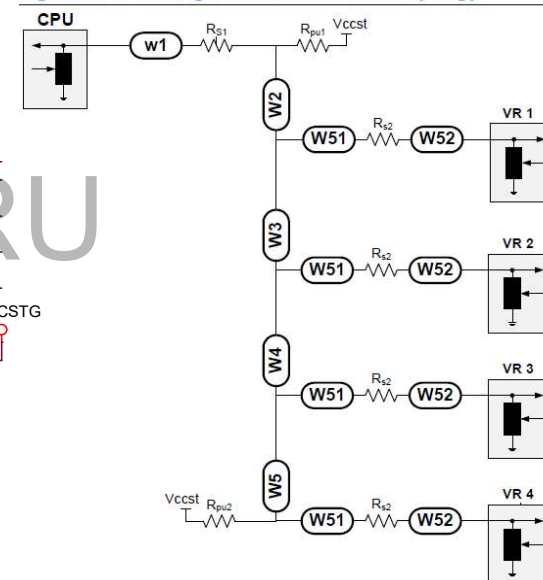 CPU
w1
RS1
Rpu1
Vccst
W2
W51
Rs2
W52
VR 1
W3
RU
W51
Rs2
W52
VR 2
CSTG
W4
W51
Rs2
W52
VR 3
W5
Vccst
Rpu2
W51
Rs2
W52
VR 4